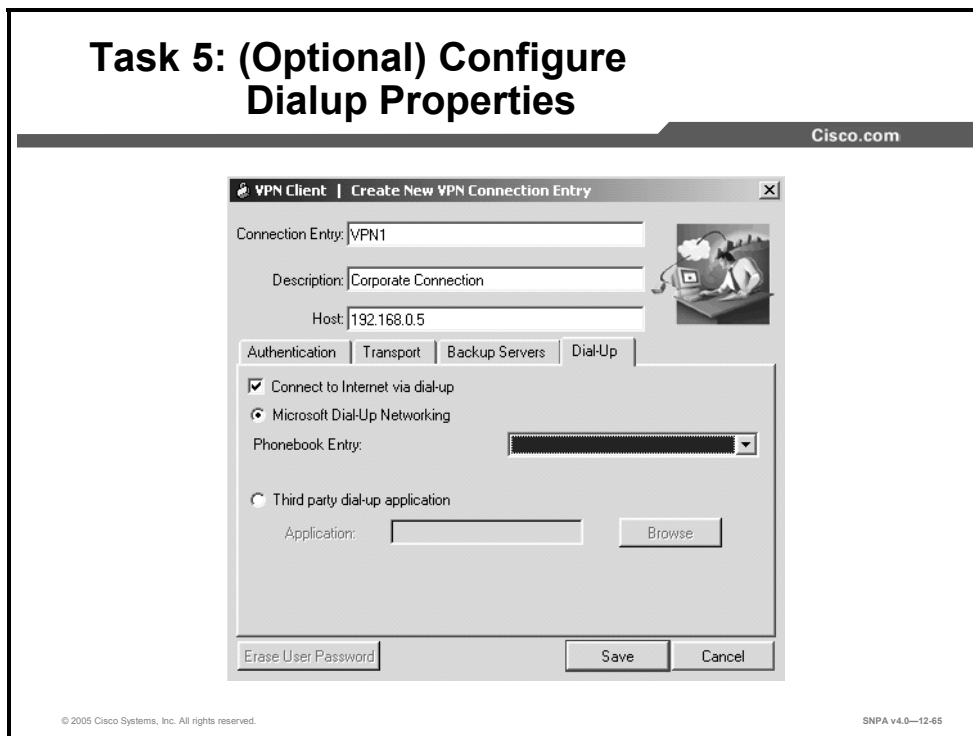 Task 5: (Optional) Configure
Dialup Properties
Cisco.com
VPN Client | Create New VPN Connection Entry
Connection Entry: VPN1
Description: Corporate Connection
Host: 192.168.0.5
Authentication Transport Backup Servers Dial-Up
Connect to Internet via dial-up
Microsoft Dial-Up Networking
Phonebook Entry:
Third party dial-up application
Application: Browse
Erase User Password Save Cancel
© 2005 Cisco Systems, Inc. All rights reserved. SNPA v4.0—12-65